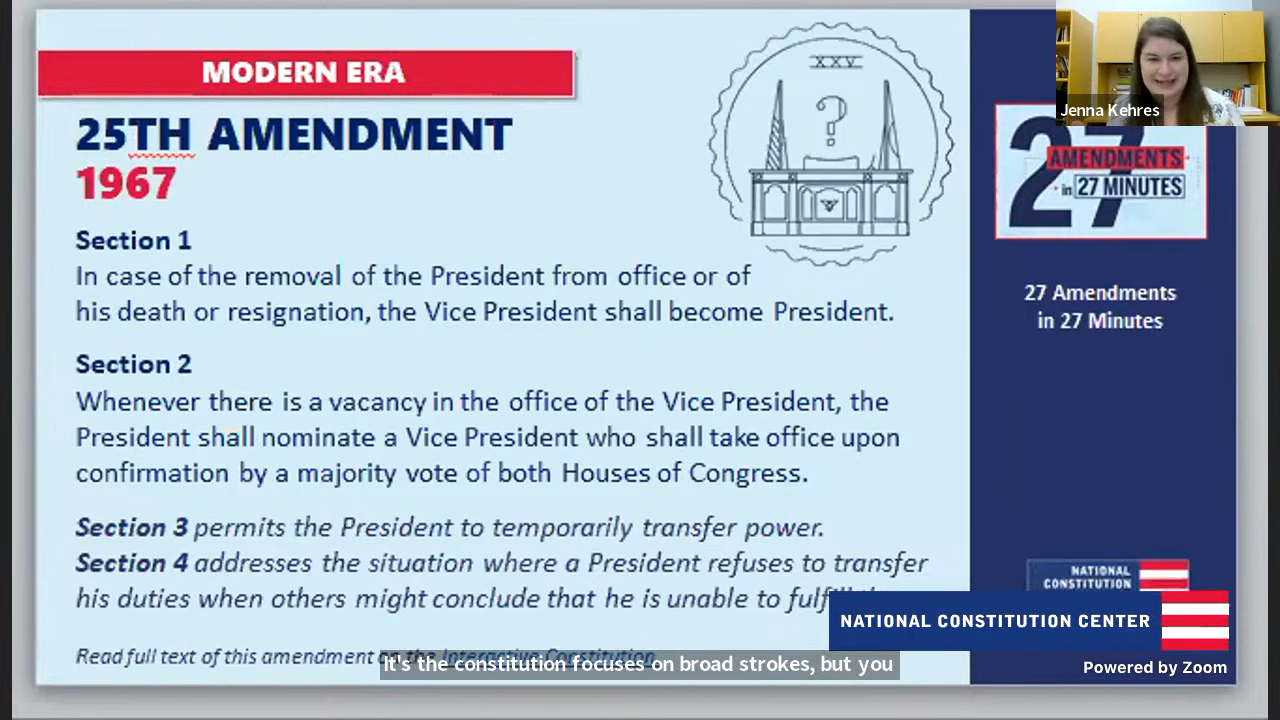 MODERN ERA
25TH AMENDMENT
1967
XXV
?
Section 1
In case of the removal of the President from office or of
his death or resignation, the Vice President shall become President.
Section 2
Whenever there is a vacancy in the office of the Vice President, the
President shall nominate a Vice President who shall take office upon
confirmation by a majority vote of both Houses of Congress.
Section 3 permits the President to temporarily transfer power.
Section 4 addresses the situation where a President refuses to transfer
his duties when others might conclude that he is unable to
Read full text of this amendment on the Interactive Constitution
It's the constitution focuses on broad strokes, but you
Jenna Kehres
27
AMENDMENTS
in 27 MINUTES
27 Amendments
in 27 Minutes
NATIONAL
CONSTITUTION
NATIONAL CONSTITUTION CENTER
Powered by Zoom